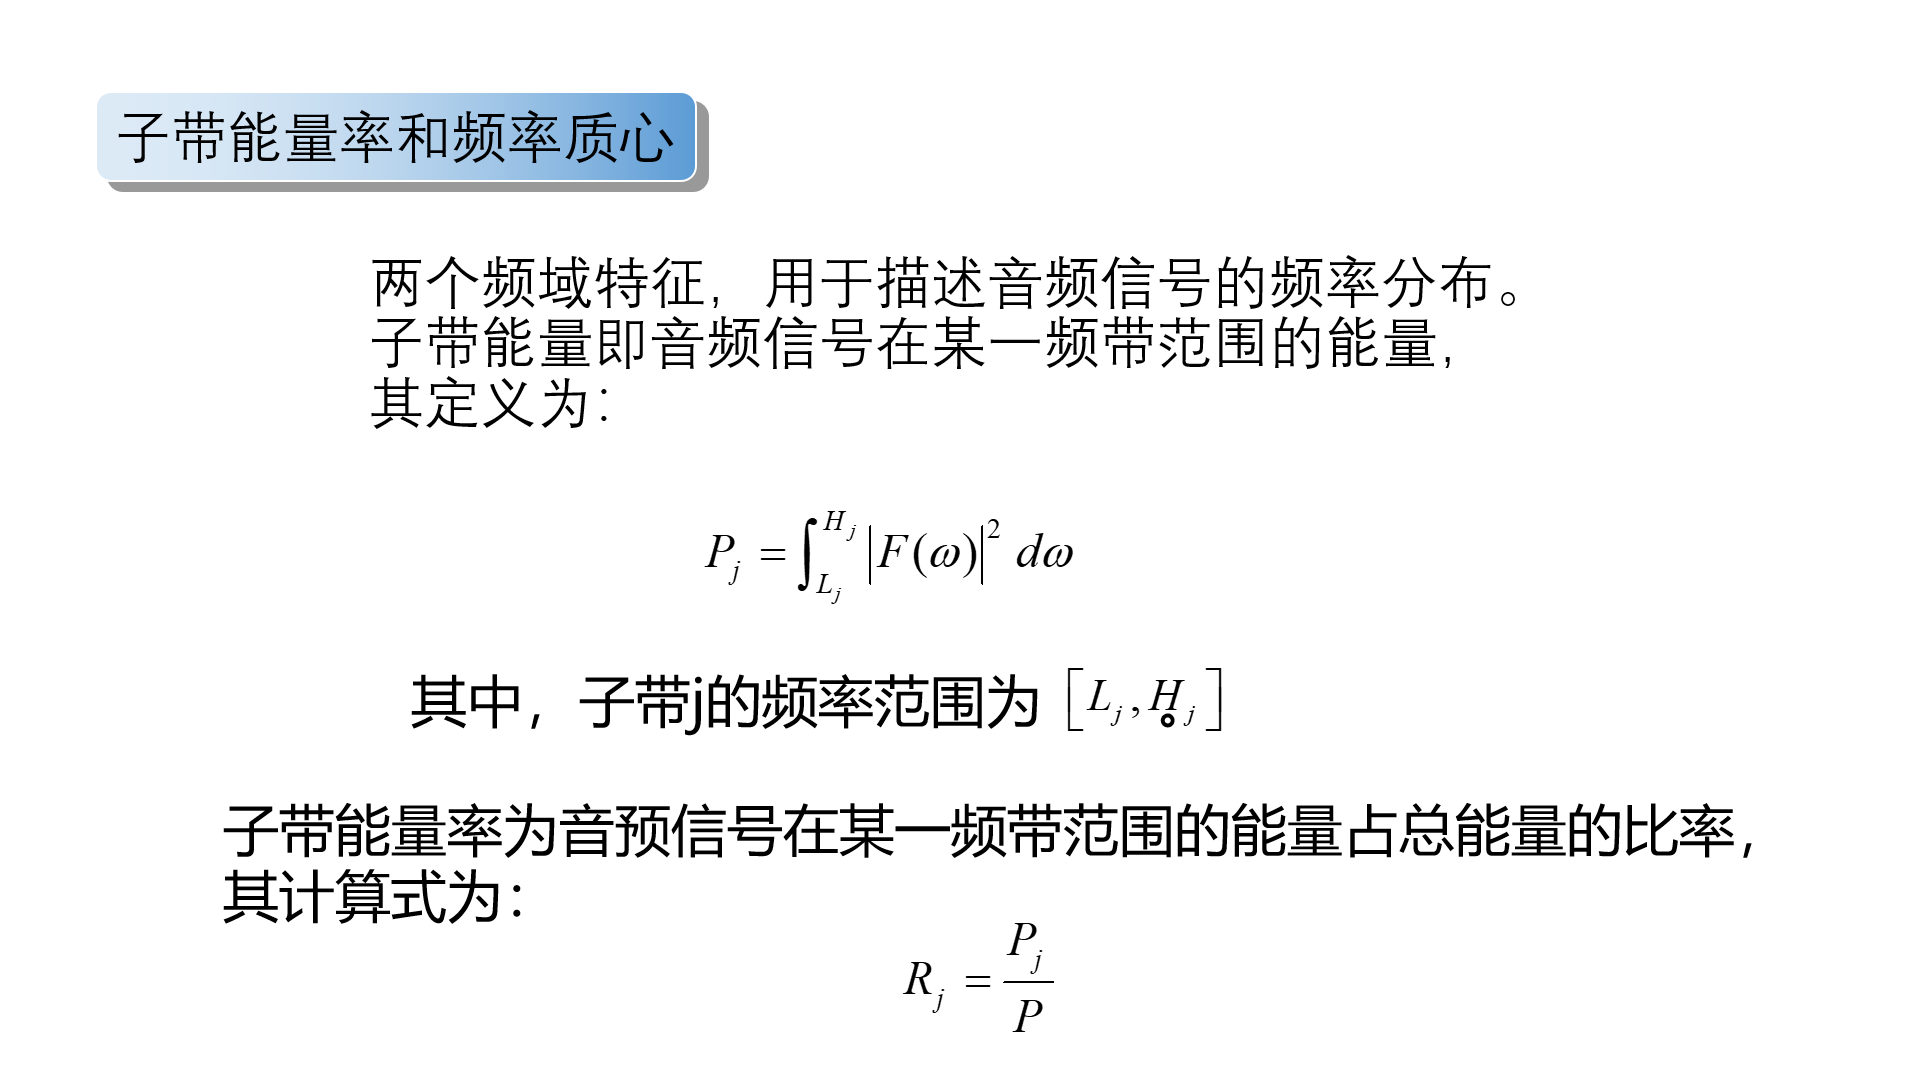 子带能量率和频率质心
两个频域特征，用于描述音频信号的频率分布。
子带能量即音频信号在某一频带范围的能量，
其定义为：
$P_j = \int_{L_j}^{H_j} |F(\omega)|^2 \, d\omega$
其中，子带j的频率范围为 $[L_j, H_j]$。
子带能量率为音预信号在某一频带范围的能量占总能量的比率，
其计算式为：
$R_j = \frac{P_j}{P}$